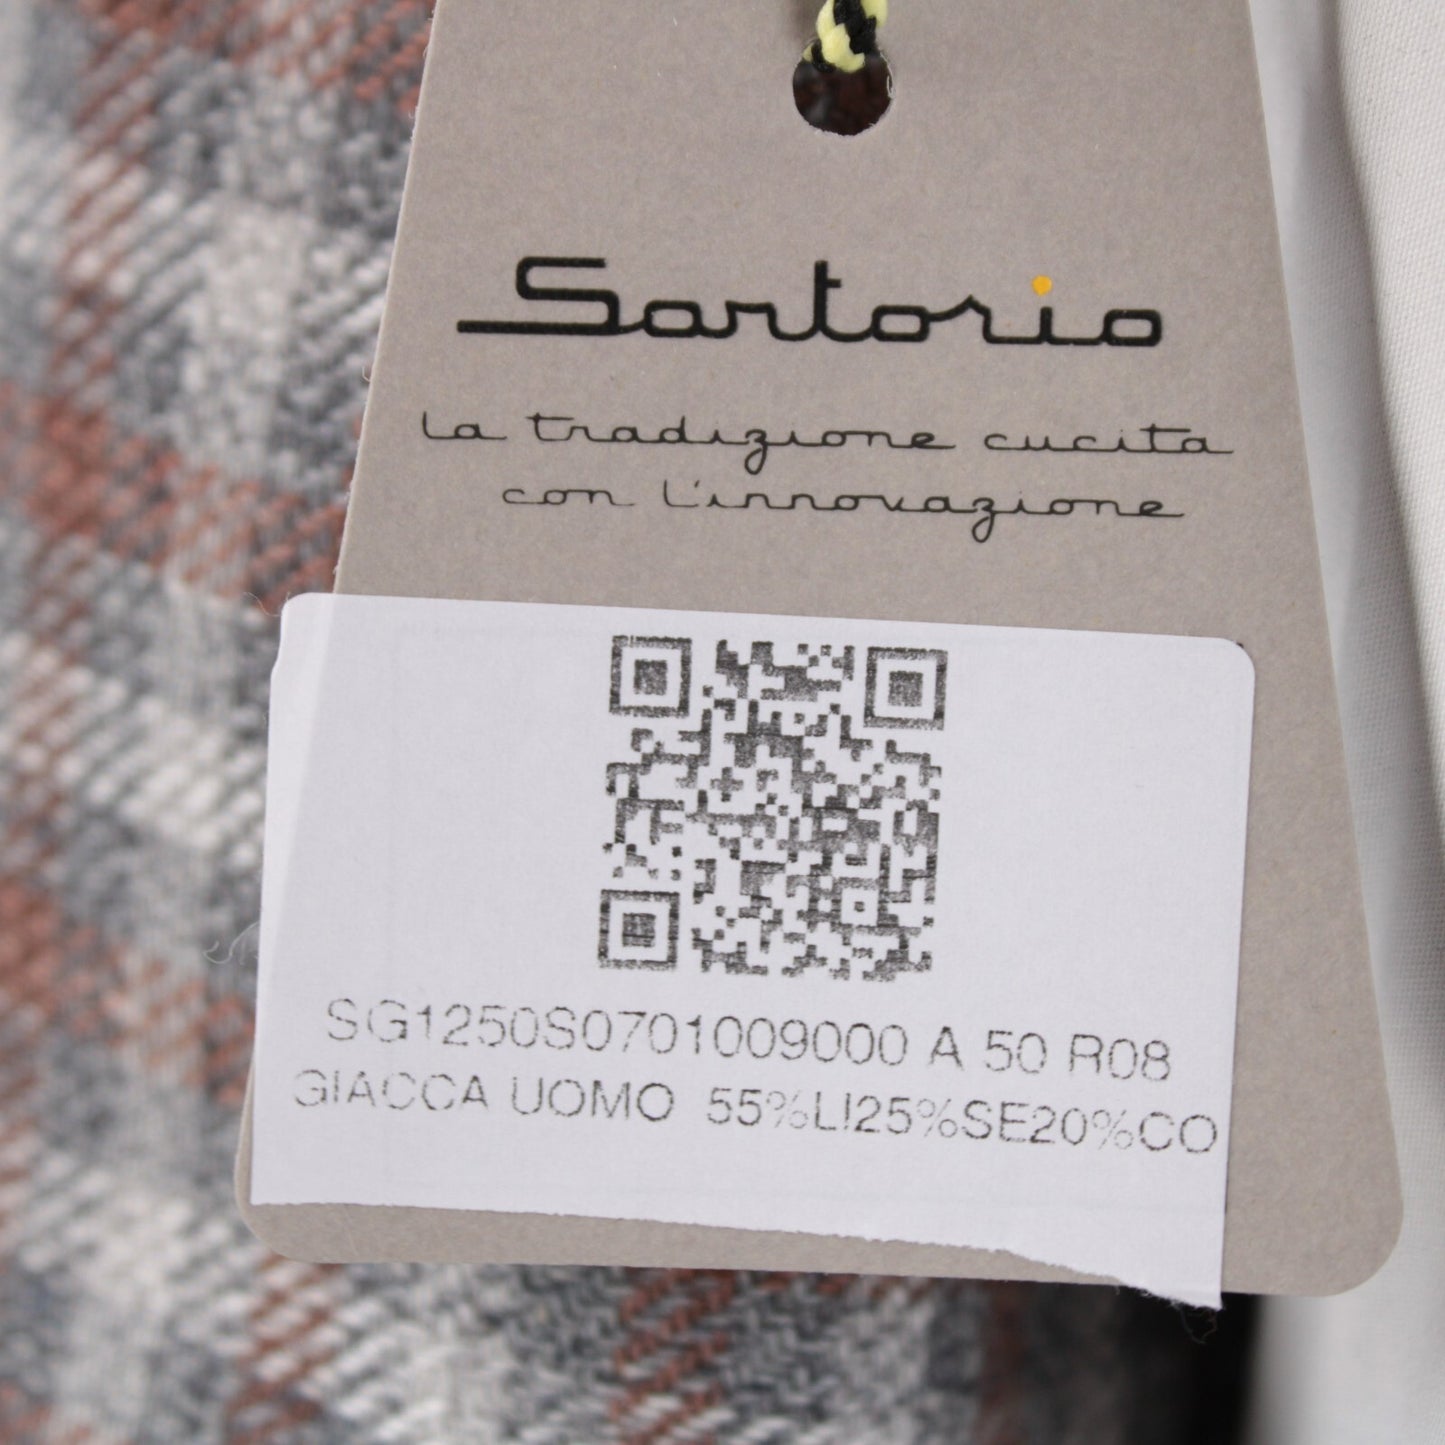 Sartorio
la tradizione cucita
con l'innovazione
SG1250S0701009000 A 50 R08
GIACCA UOMO 55%LI25%SE20%CO